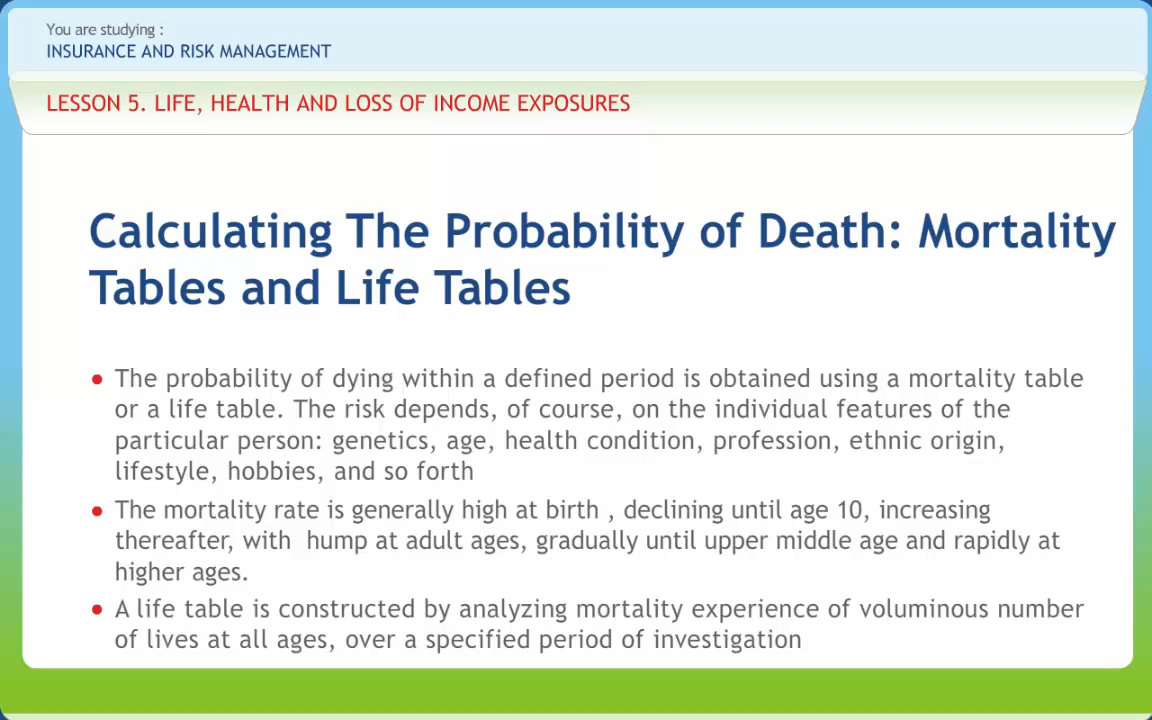 You are studying :
INSURANCE AND RISK MANAGEMENT
LESSON 5. LIFE, HEALTH AND LOSS OF INCOME EXPOSURES
Calculating The Probability of Death: Mortality
Tables and Life Tables
● The probability of dying within a defined period is obtained using a mortality table
or a life table. The risk depends, of course, on the individual features of the
particular person: genetics, age, health condition, profession, ethnic origin,
lifestyle, hobbies, and so forth
● The mortality rate is generally high at birth , declining until age 10, increasing
thereafter, with  hump at adult ages, gradually until upper middle age and rapidly at
higher ages.
● A life table is constructed by analyzing mortality experience of voluminous number
of lives at all ages, over a specified period of investigation